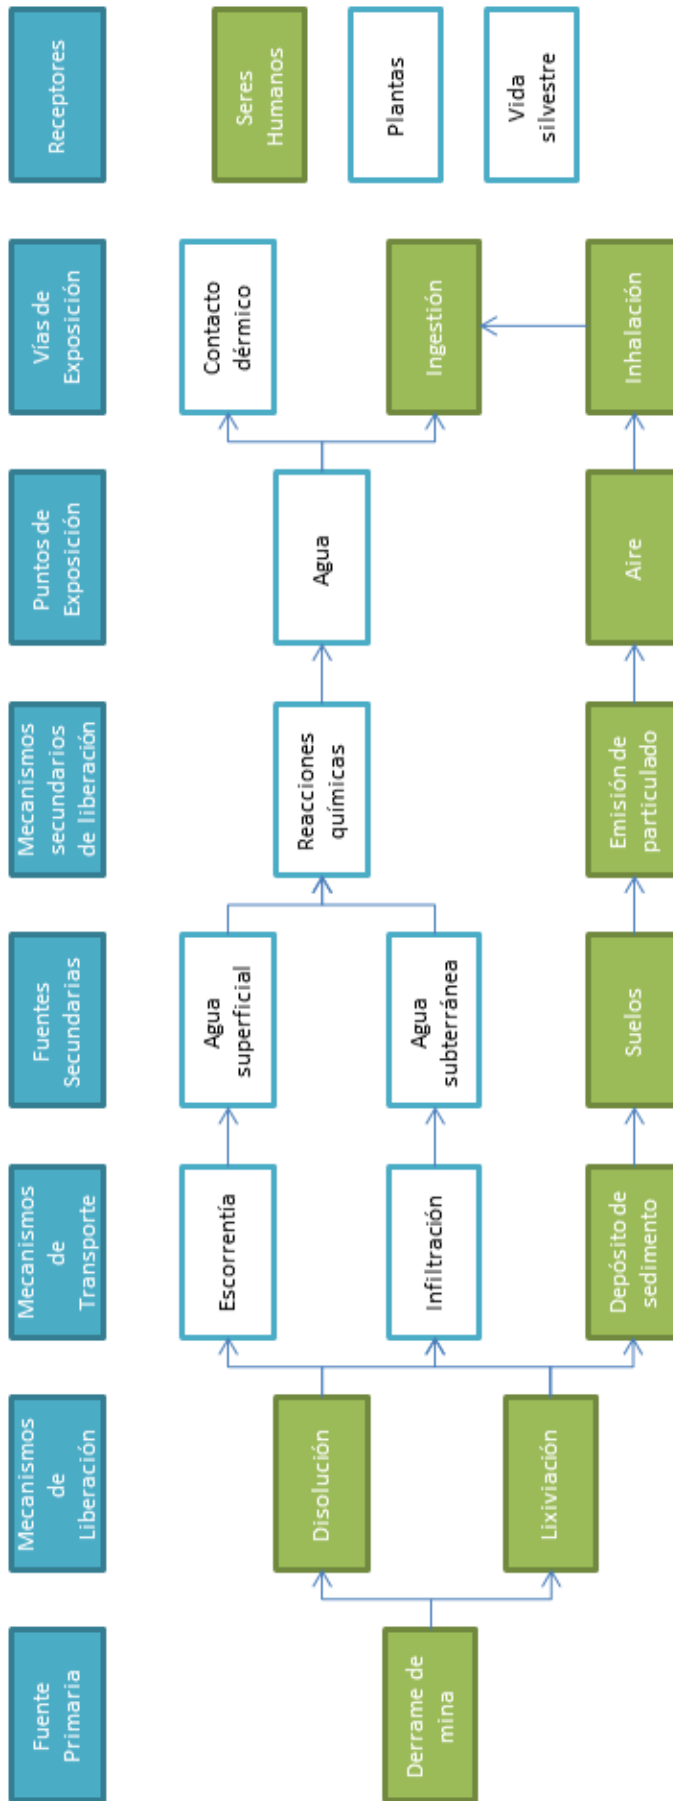 Fuente
Primaria
Mecanismos
de
Liberación
Mecanismos
de
Transporte
Fuentes
Secundarias
Mecanismos
secundarios
de liberación
Puntos de
Exposición
Vías de
Exposición
Receptores
Derrame de
mina
Disolución
Lixiviación
Escorrentía
Infiltración
Depósito de
sedimento
Agua
superficial
Agua
subterránea
Suelos
Reacciones
químicas
Emisión de
particulado
Agua
Aire
Contacto
dérmico
Ingestión
Inhalación
Seres
Humanos
Plantas
Vida
silvestre